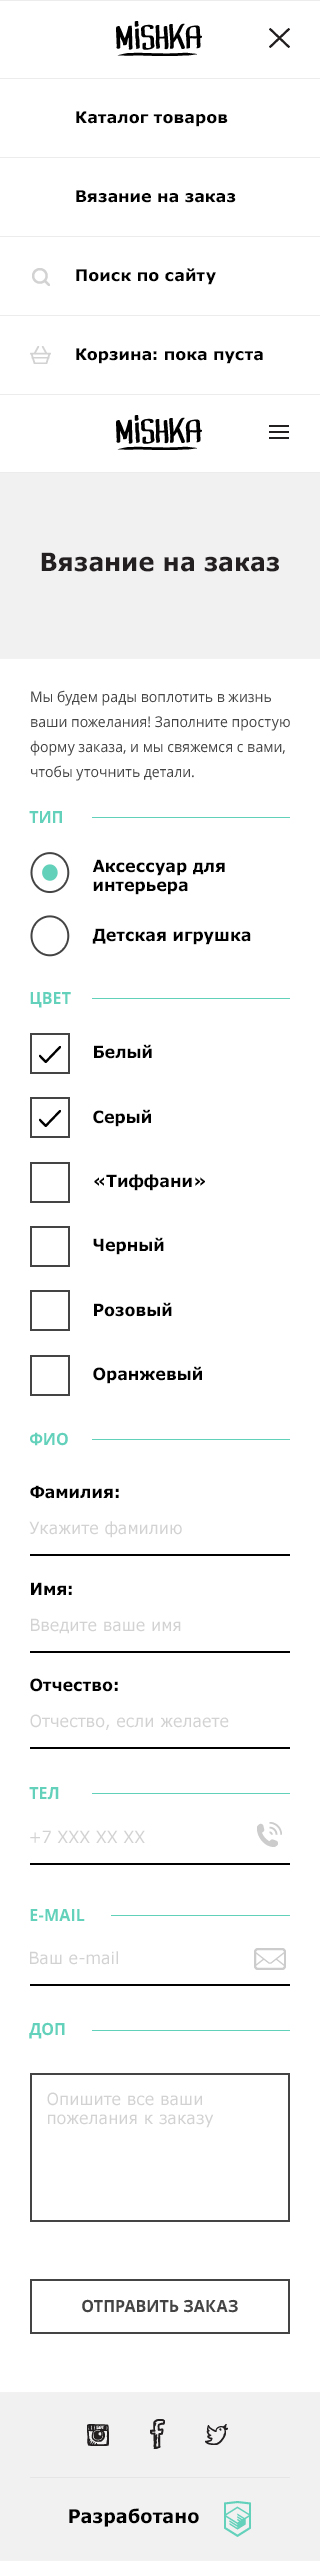 MiSHKA
Каталог товаров
Вязание на заказ
Поиск по сайту
Корзина: пока пуста
MiSHKA
Вязание на заказ
Мы будем рады воплотить в жизнь
ваши пожелания! Заполните простую
форму заказа, и мы свяжемся с вами,
чтобы уточнить детали.
ТИП
Аксессуар для
интерьера
Детская игрушка
ЦВЕТ
Белый
Серый
«Тиффани»
Черный
Розовый
Оранжевый
ФИО
Фамилия:
Укажите фамилию
Имя:
Введите ваше имя
Отчество:
Отчество, если желаете
ТЕЛ
+7 XXX XX XX
E-MAIL
Ваш e-mail
ДОП
Опишите все ваши
пожелания к заказу
ОТПРАВИТЬ ЗАКАЗ
Разработано